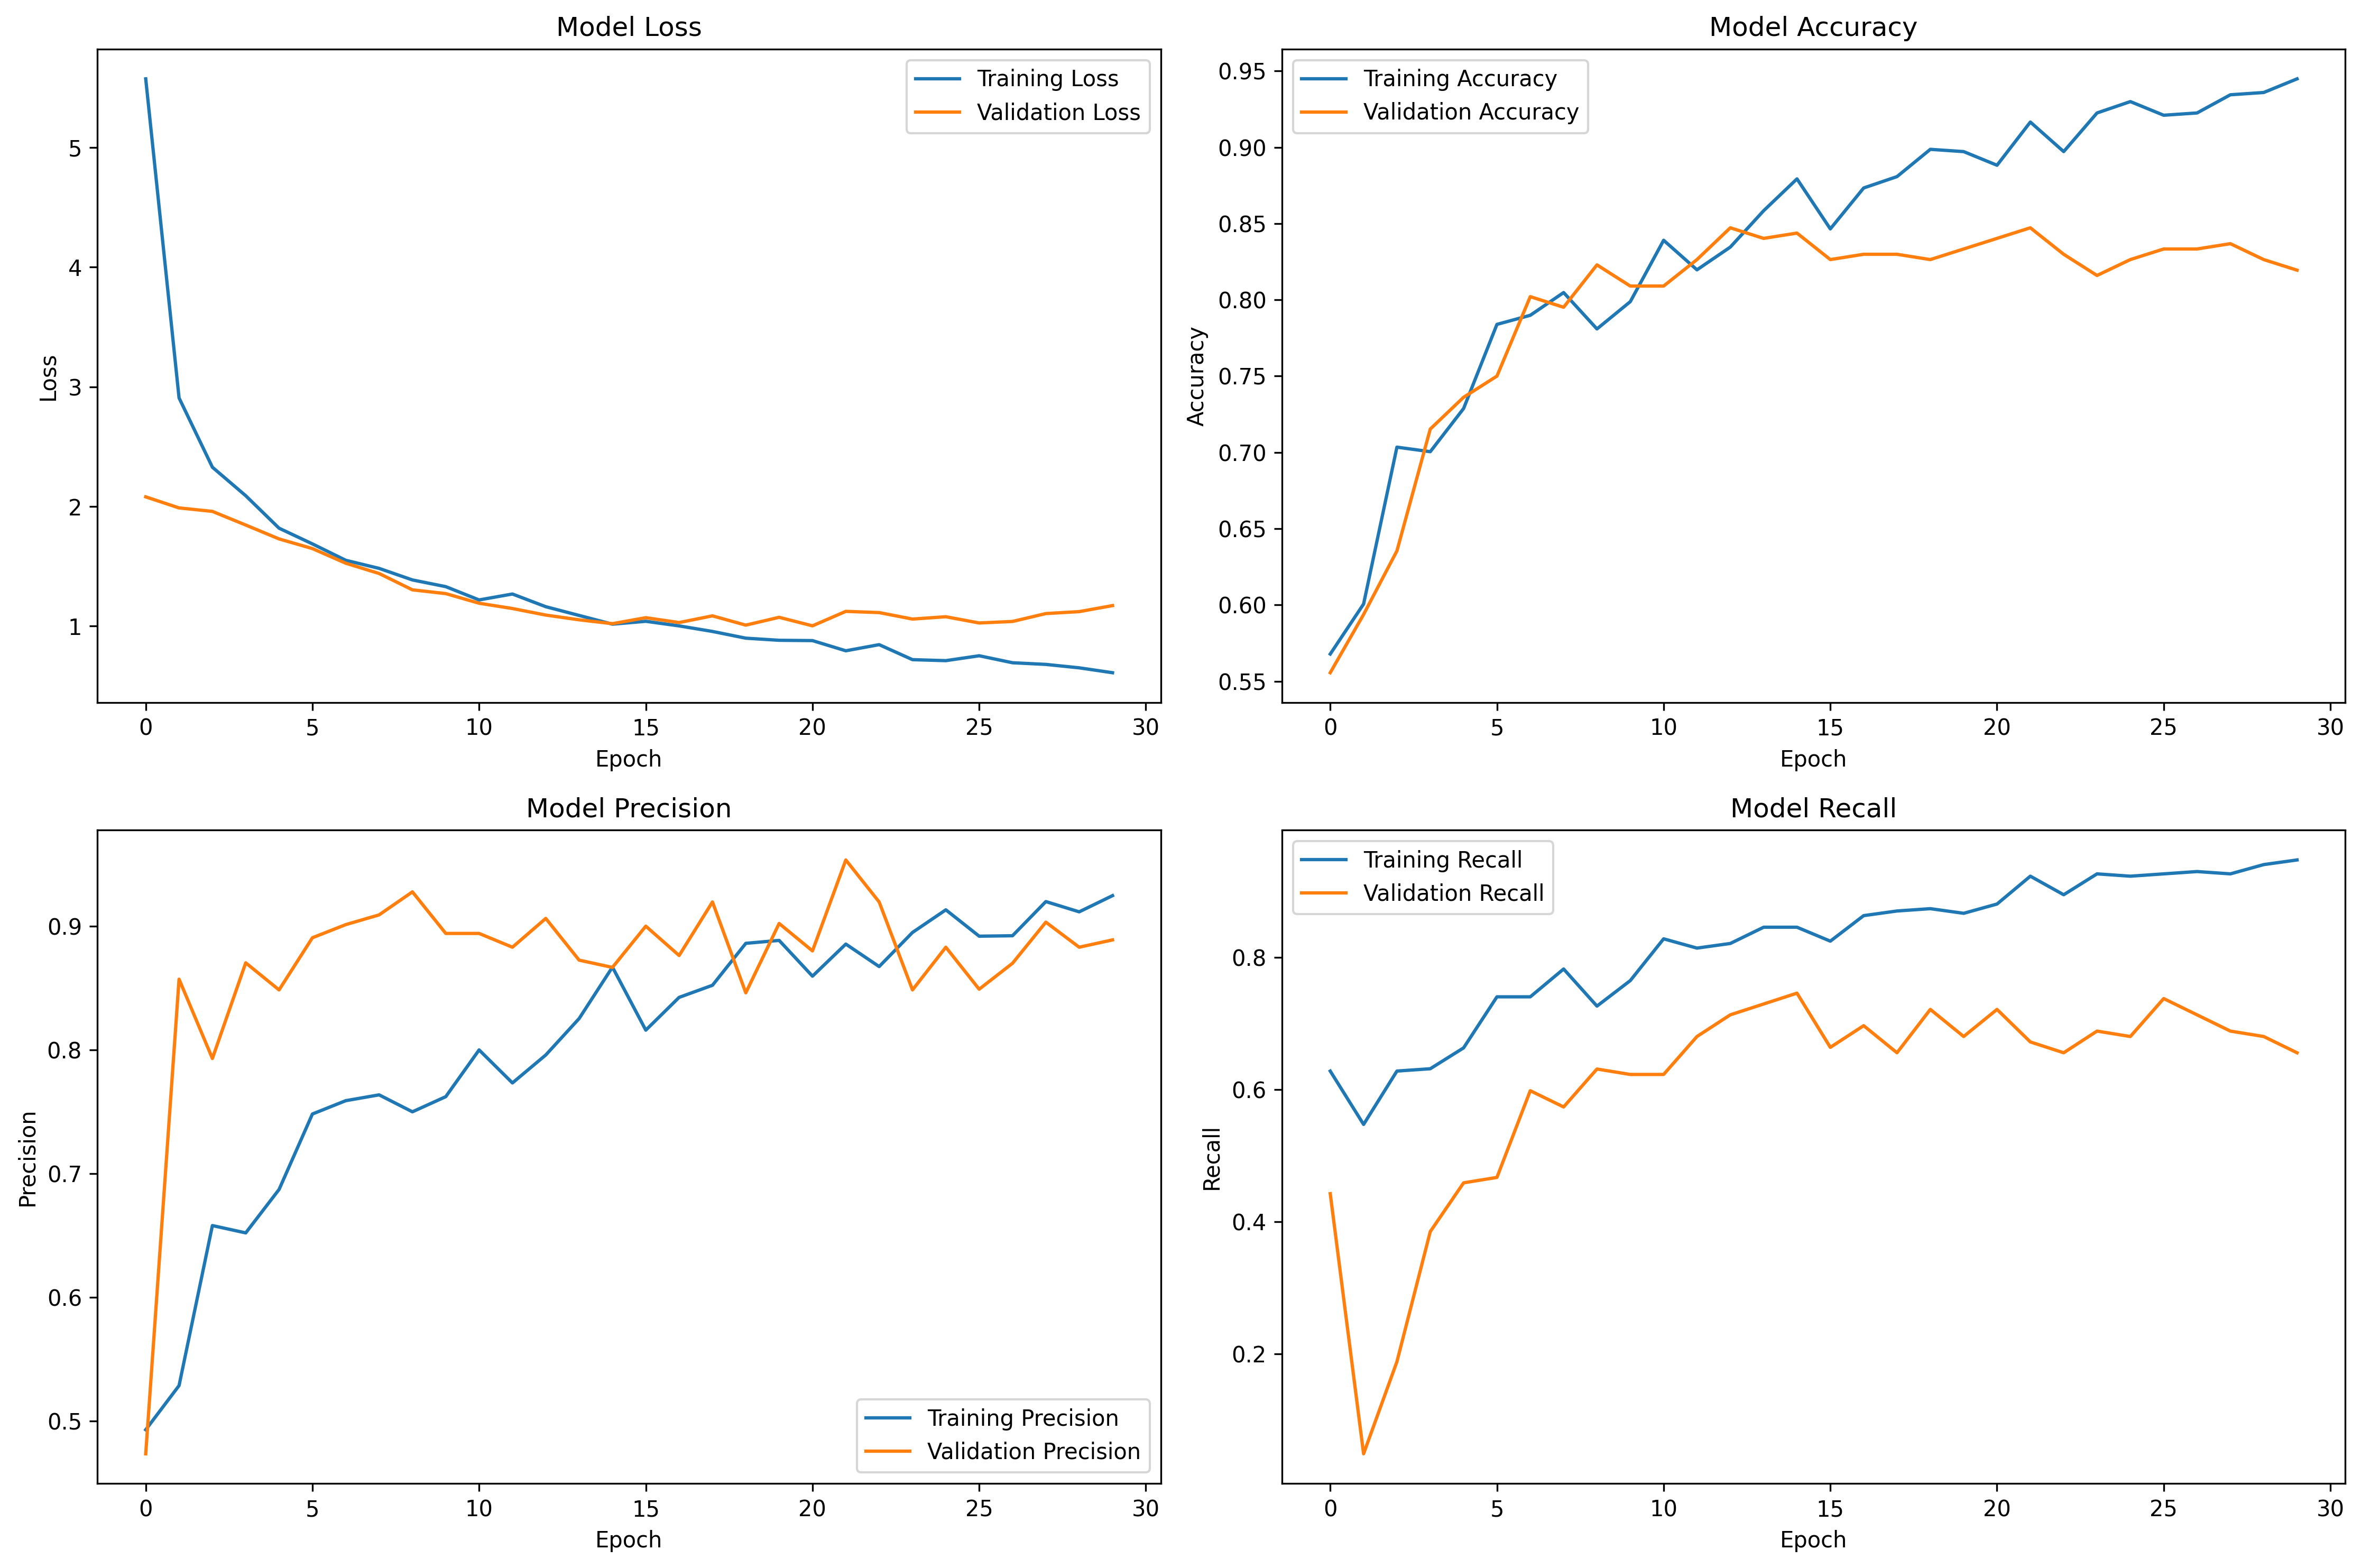 Model Loss
Training Loss
Validation Loss
5
4
3
2
1
Loss
0 5 10 15 20 25 30
Epoch
Model Accuracy
Training Accuracy
Validation Accuracy
0.95
0.90
0.85
0.80
0.75
0.70
0.65
0.60
0.55
Accuracy
0 5 10 15 20 25 30
Epoch
Model Precision
0.9
0.8
0.7
0.6
0.5
Precision
Training Precision
Validation Precision
0 5 10 15 20 25 30
Epoch
Model Recall
Training Recall
Validation Recall
0.8
0.6
0.4
0.2
Recall
0 5 10 15 20 25 30
Epoch